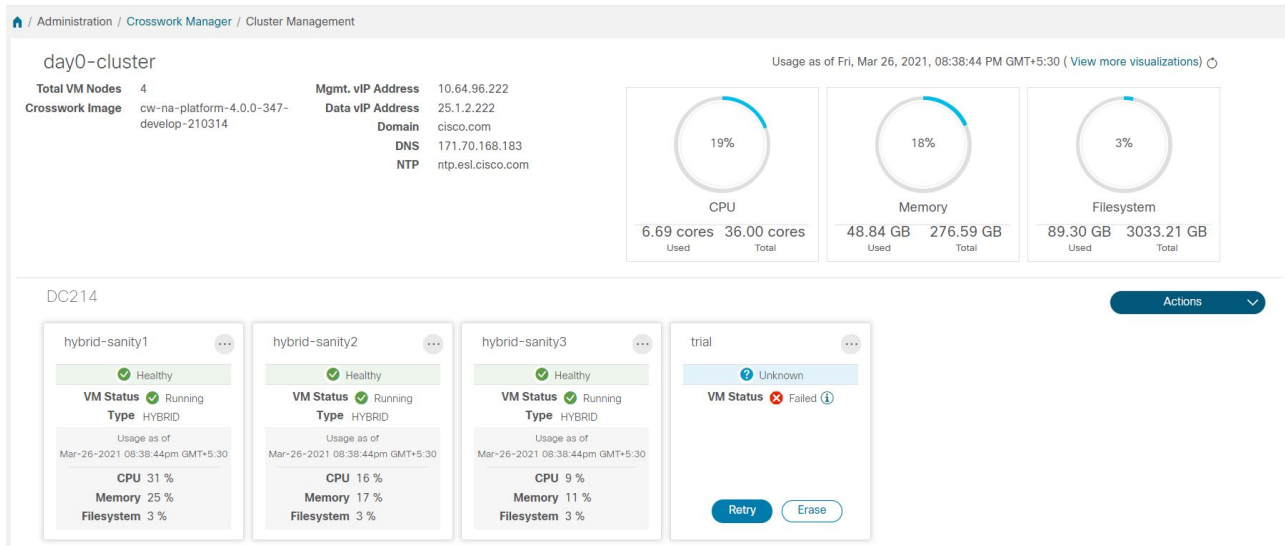 / Administration / Crosswork Manager / Cluster Management
day0-cluster
Usage as of Fri, Mar 26, 2021, 08:38:44 PM GMT+5:30 ( View more visualizations)
Total VM Nodes 4
Crosswork Image cw-na-platform-4.0.0-347-
develop-210314
Mgmt. vIP Address 10.64.96.222
Data vIP Address 25.1.2.222
Domain cisco.com
DNS 171.70.168.183
NTP ntp.esl.cisco.com
19%
CPU
6.69 cores 36.00 cores
Used Total
18%
Memory
48.84 GB 276.59 GB
Used Total
3%
Filesystem
89.30 GB 3033.21 GB
Used Total
DC214
Actions
hybrid-sanity1 ...
Healthy
VM Status Running
Type HYBRID
Usage as of
Mar-26-2021 08:38:44pm GMT+5:30
CPU 31 %
Memory 25 %
Filesystem 3 %
hybrid-sanity2 ...
Healthy
VM Status Running
Type HYBRID
Usage as of
Mar-26-2021 08:38:44pm GMT+5:30
CPU 16 %
Memory 17 %
Filesystem 3 %
hybrid-sanity3 ...
Healthy
VM Status Running
Type HYBRID
Usage as of
Mar-26-2021 08:38:44pm GMT+5:30
CPU 9 %
Memory 11 %
Filesystem 3 %
trial ...
? Unknown
VM Status Failed i
Retry Erase